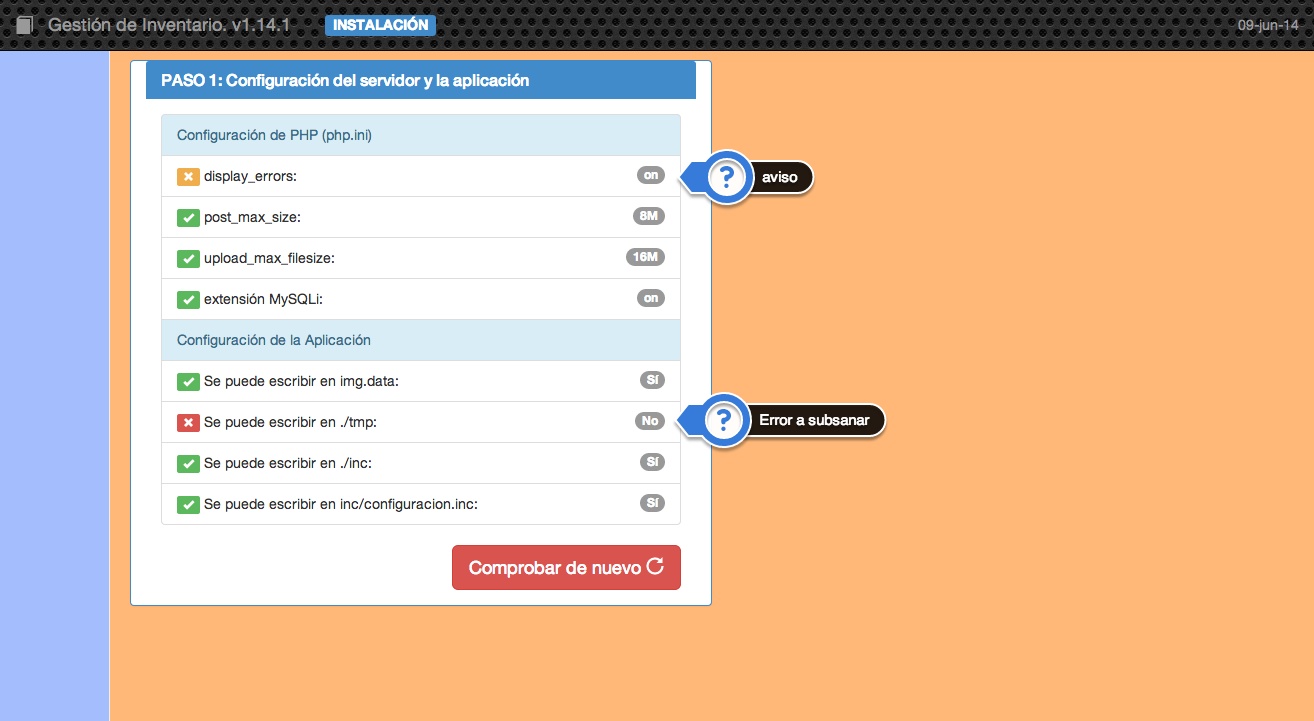 Gestión de Inventario. v1.14.1 INSTALACIÓN 09-jun-14
PASO 1: Configuración del servidor y la aplicación
Configuración de PHP (php.ini)
display_errors: on ? aviso
post_max_size: 8M
upload_max_filesize: 16M
extensión MySQLi: on
Configuración de la Aplicación
Se puede escribir en img.data: Sí
Se puede escribir en ./tmp: No ? Error a subsanar
Se puede escribir en ./inc: Sí
Se puede escribir en inc/configuracion.inc: Sí
Comprobar de nuevo